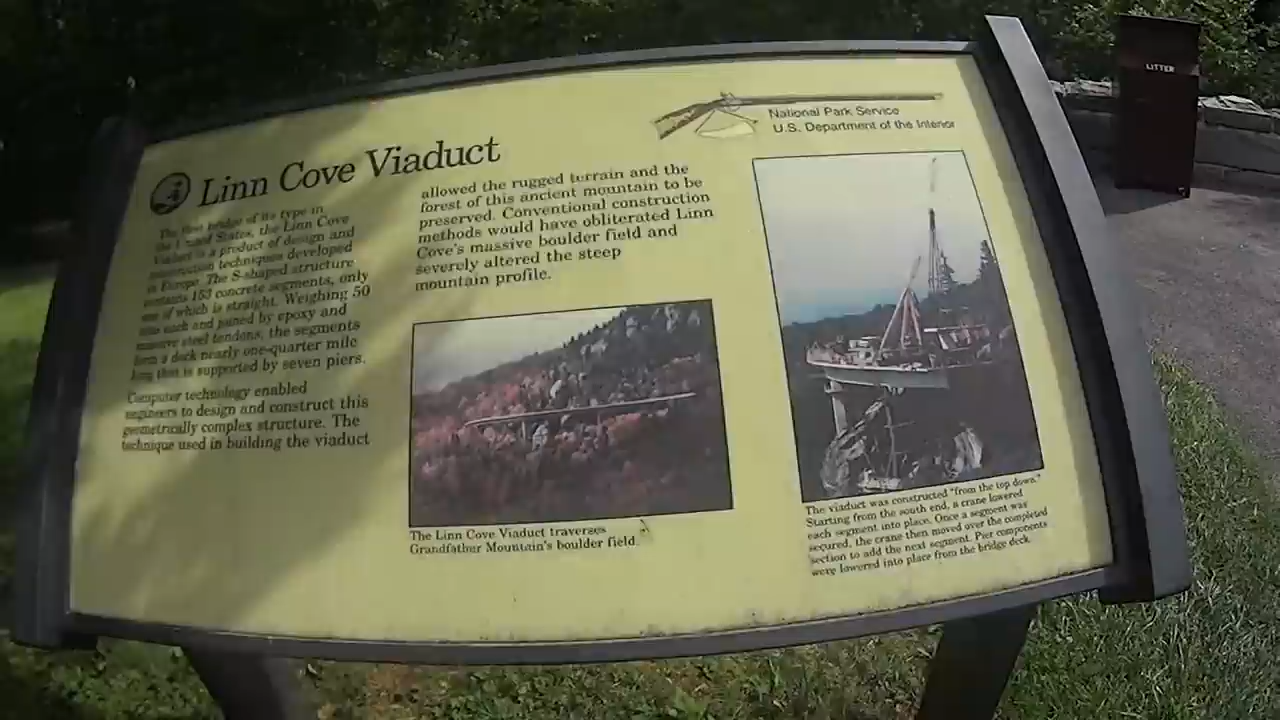 Linn Cove Viaduct
The first bridge of its type in
the United States, the Linn Cove
Viaduct is a product of design and
construction techniques developed
in Europe. The S-shaped structure
contains 153 concrete segments, only
one of which is straight. Weighing 50
tons each and joined by epoxy and
massive steel tendons, the segments
form a deck nearly one-quarter mile
long that is supported by seven piers.
Computer technology enabled
engineers to design and construct this
geometrically complex structure. The
technique used in building the viaduct
allowed the rugged terrain and the
forest of this ancient mountain to be
preserved. Conventional construction
methods would have obliterated Linn
Cove's massive boulder field and
severely altered the steep
mountain profile.
The Linn Cove Viaduct traverses
Grandfather Mountain's boulder field.
National Park Service
U.S. Department of the Interior
The viaduct was constructed "from the top down."
Starting from the south end, a crane lowered
each segment into place. Once a segment was
secured, the crane then moved over the completed
section to add the next segment. Pier components
were lowered into place from the bridge deck.
LITTER